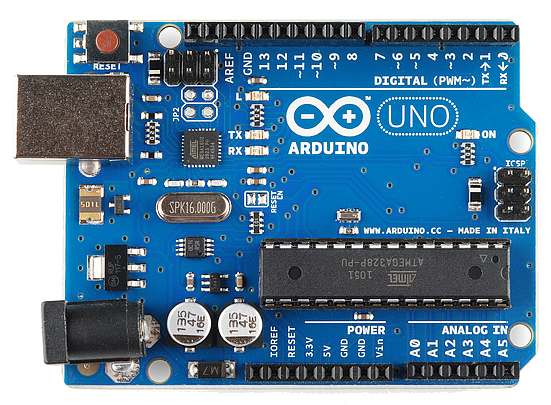 RESET
AREF
GND
13
12
~11
~10
~9
8
7
~6
~5
4
~3
2
TX→1
RX←0
DIGITAL (PWM~)
JP2
L
TX
RX
ARDUINO
UNO
ON
ICSP
RESET
EN
501L
SPK16.000G
WWW.ARDUINO.CC - MADE IN ITALY
ATMEL
ATMEGA328P-PU
1051
135
47
16E
135
47
16E
M7
POWER
ANALOG IN
IOREF
RESET
3.3V
5V
GND
GND
Vin
A0
A1
A2
A3
A4
A5